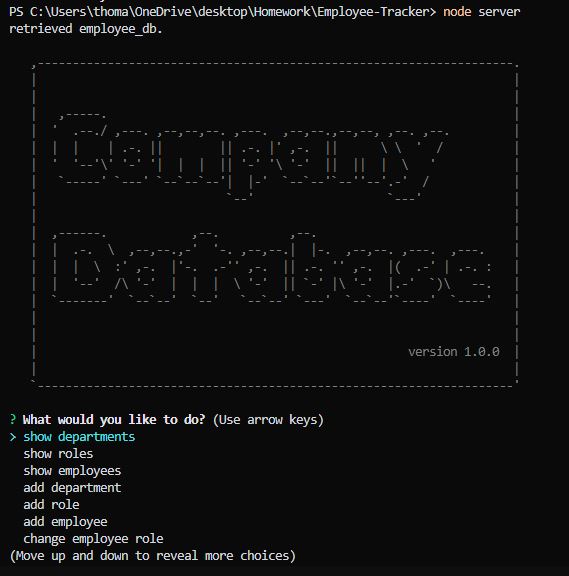 PS C:\Users\thoma\OneDrive\desktop\Homework\Employee-Tracker> node server
retrieved employee_db.
Company
Database
version 1.0.0
? What would you like to do? (Use arrow keys)
> show departments
show roles
show employees
add department
add role
add employee
change employee role
(Move up and down to reveal more choices)